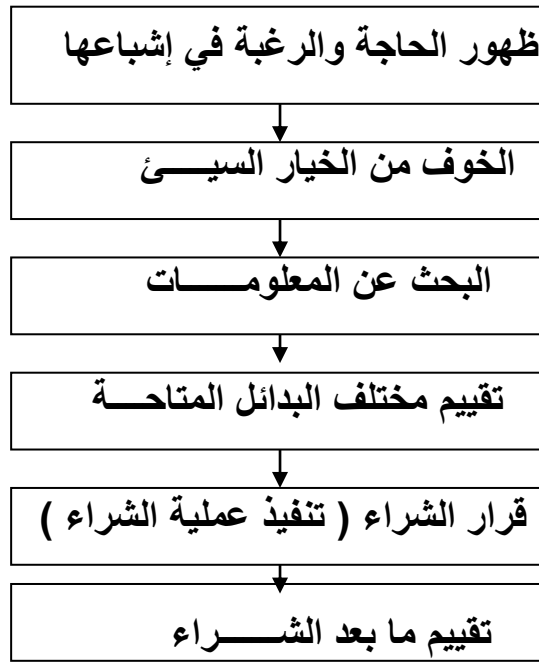 ظهور الحاجة والرغبة في إشباعها
الخوف من الخيار السيـــئ
البحث عن المعلومـــــات
تقييم مختلف البدائل المتاحـــة
قرار الشراء ( تنفيذ عملية الشراء )
تقييم ما بعد الشـــــراء